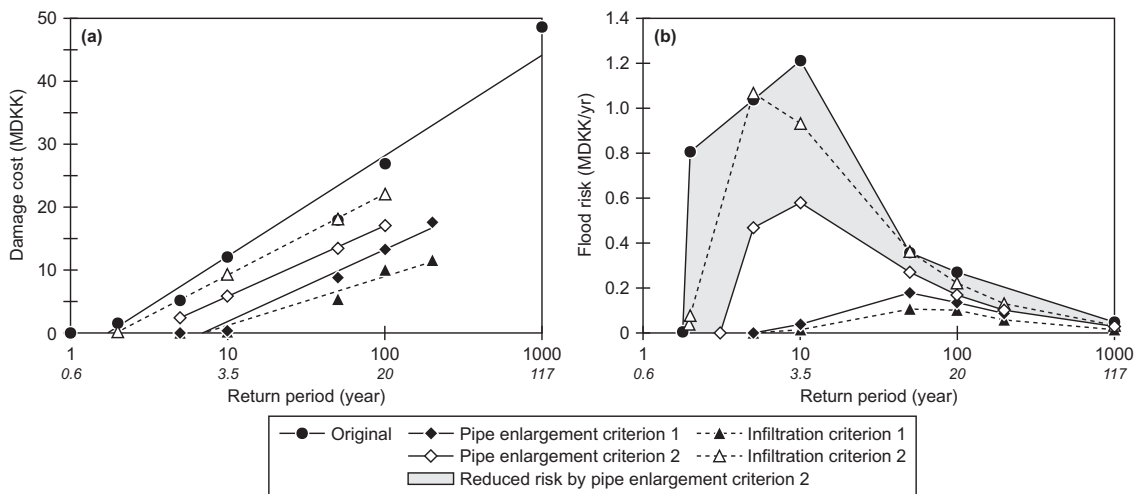 (a)
50
40
30
20
10
0
Damage cost (MDKK)
1 10 100 1000
0.6 3.5 20 117
Return period (year)
(b)
1.4
1.2
1.0
0.8
0.6
0.4
0.2
0
Flood risk (MDKK/yr)
1 10 100 1000
0.6 3.5 20 117
Return period (year)
Original Pipe enlargement criterion 1 Infiltration criterion 1
Pipe enlargement criterion 2 Infiltration criterion 2
Reduced risk by pipe enlargement criterion 2